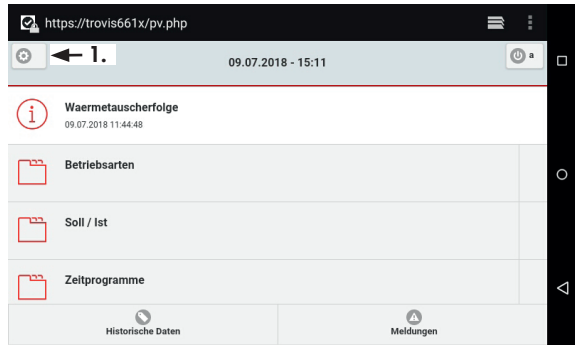 https://trovis661x/pv.php
1.
09.07.2018 - 15:11
a
Waermetauscherfolge
09.07.2018 11:44:48
Betriebsarten
Soll / Ist
Zeitprogramme
Historische Daten
Meldungen